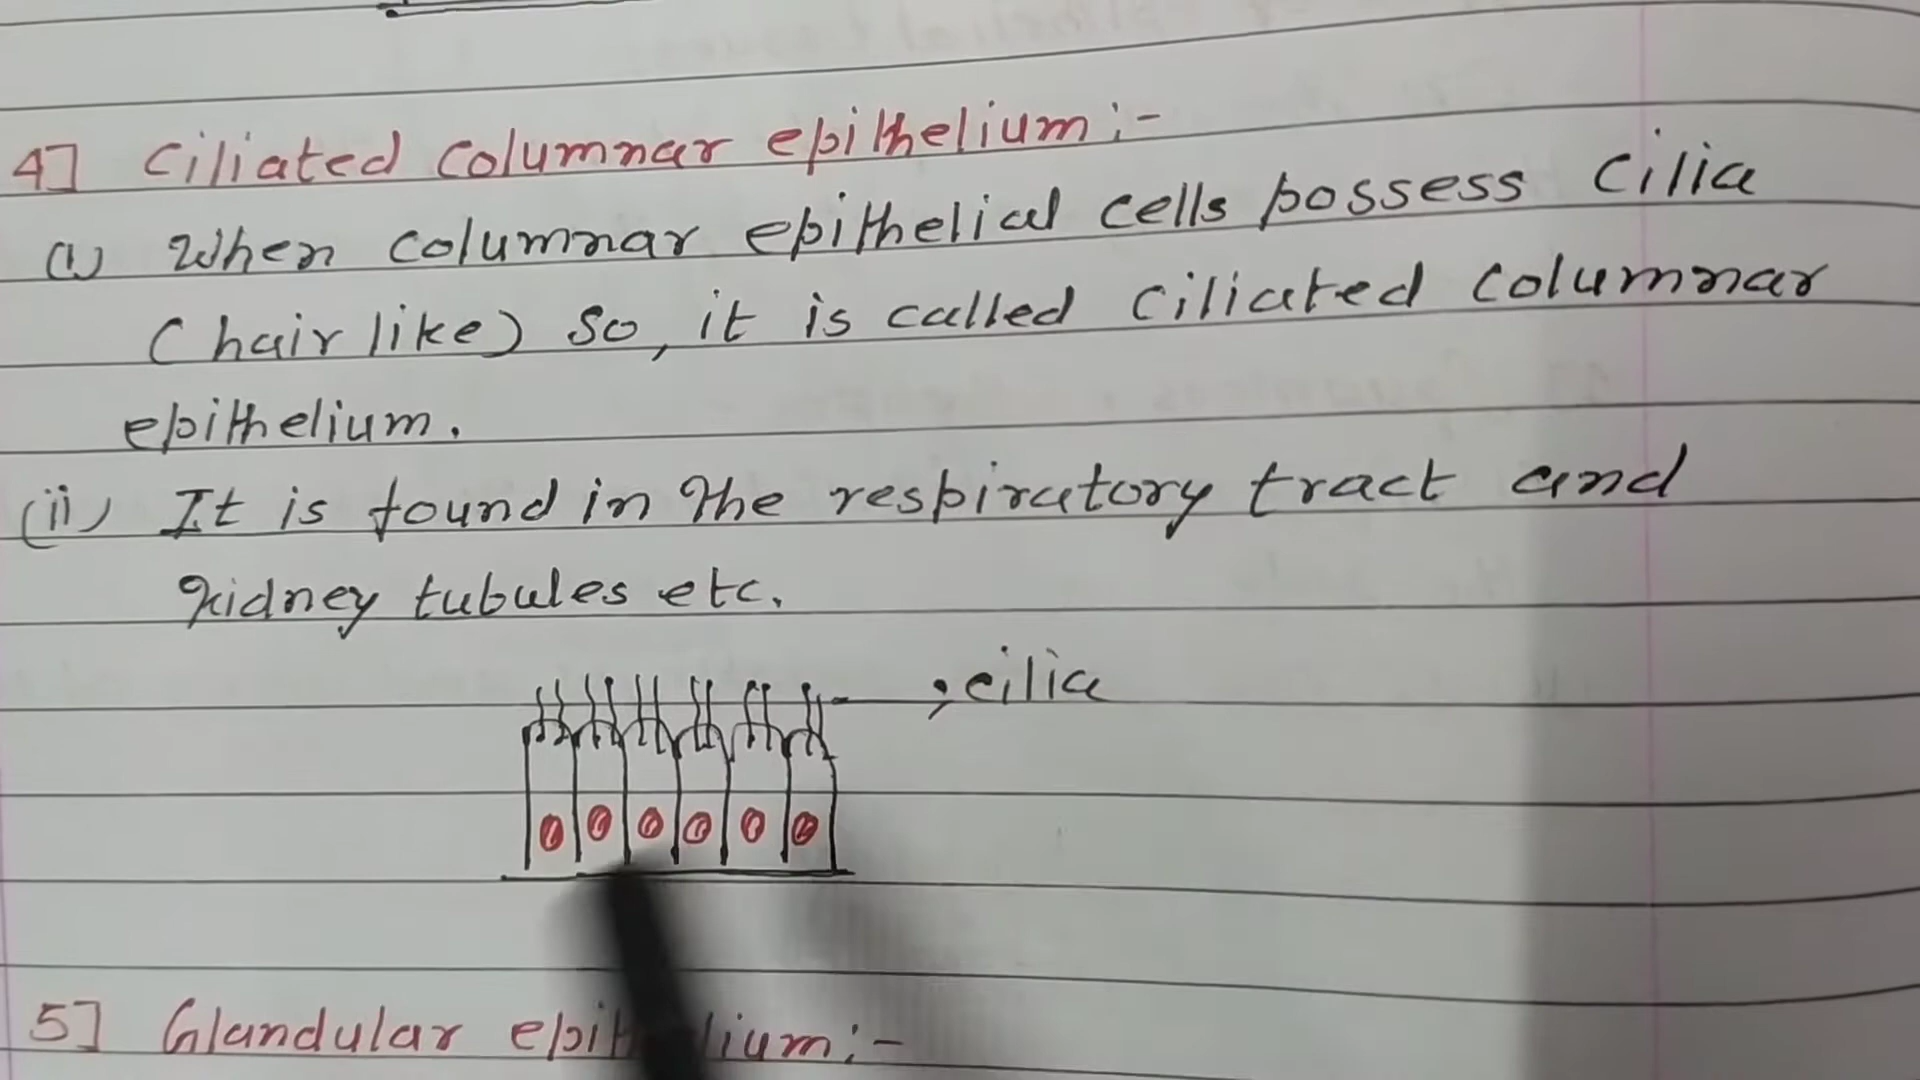 4] Ciliated Columnar epithelium :-
(i) When columnar epithelial cells possess Cilia
(hair like) so, it is called Ciliated Columnar
epithelium.
(ii) It is found in the respiratory tract and
kidney tubules etc.
cilia
5] Glandular epithelium :-